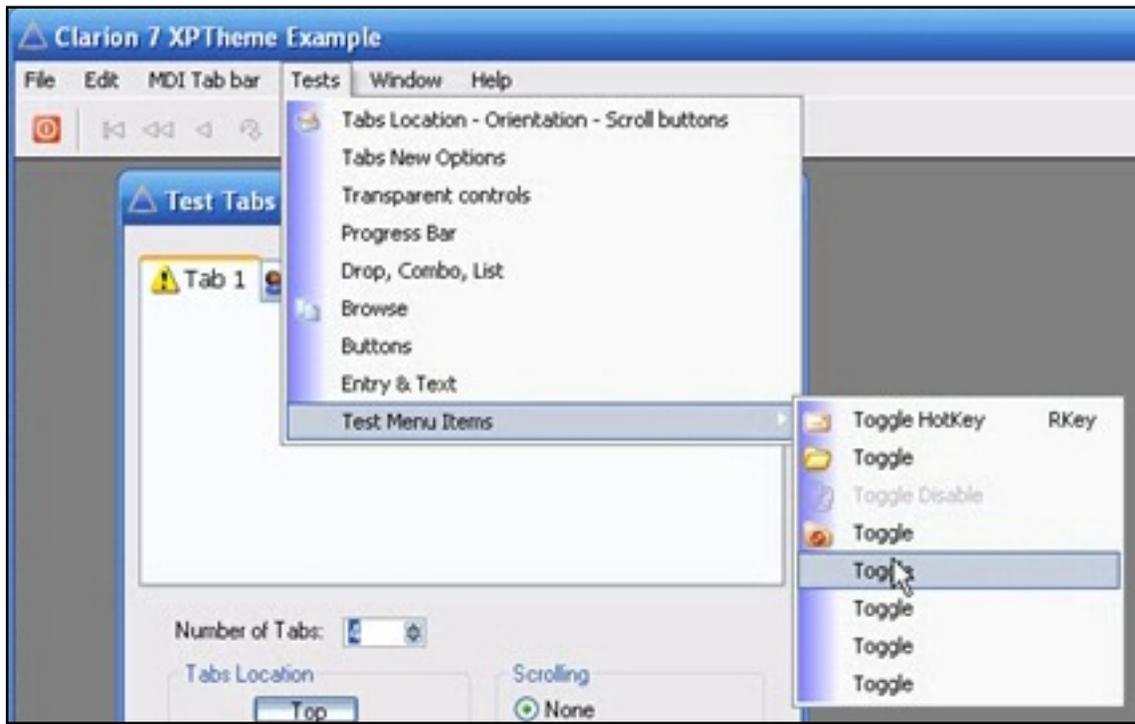 Clarion 7 XPTheme Example
File Edit MDI Tab bar Tests Window Help
Tabs Location - Orientation - Scroll buttons
Tabs New Options
Transparent controls
Progress Bar
Drop, Combo, List
Browse
Buttons
Entry & Text
Test Menu Items
Test Tabs
Tab 1
Toggle HotKey RKey
Toggle
Toggle Disable
Toggle
Toggle
Toggle
Toggle
Toggle
Number of Tabs: 4
Tabs Location
Top
Scrolling
None